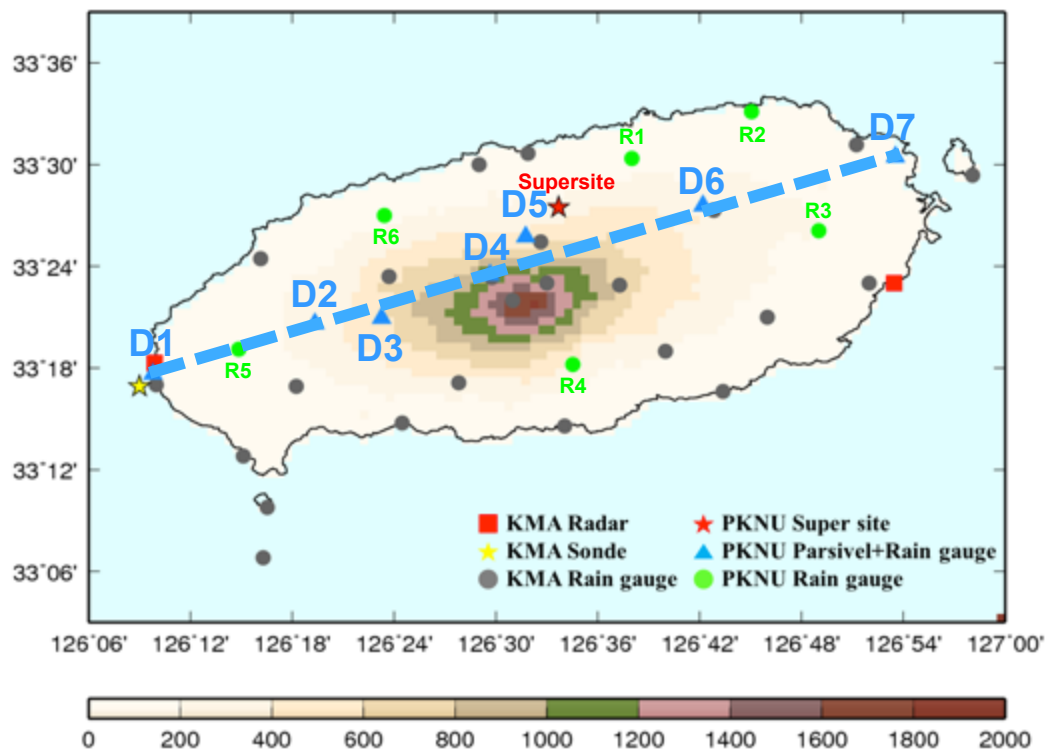 33˚36'
33˚30'
33˚24'
33˚18'
33˚12'
33˚06'
R1
R2
D7
Supersite
D5
D6
R3
R6
D4
D2
D3
D1
R5
R4
KMA Radar
PKNU Super site
KMA Sonde
PKNU Parsivel+Rain gauge
KMA Rain gauge
PKNU Rain gauge
126˚06' 126˚12' 126˚18' 126˚24' 126˚30' 126˚36' 126˚42' 126˚48' 126˚54' 127˚00'
0 200 400 600 800 1000 1200 1400 1600 1800 2000